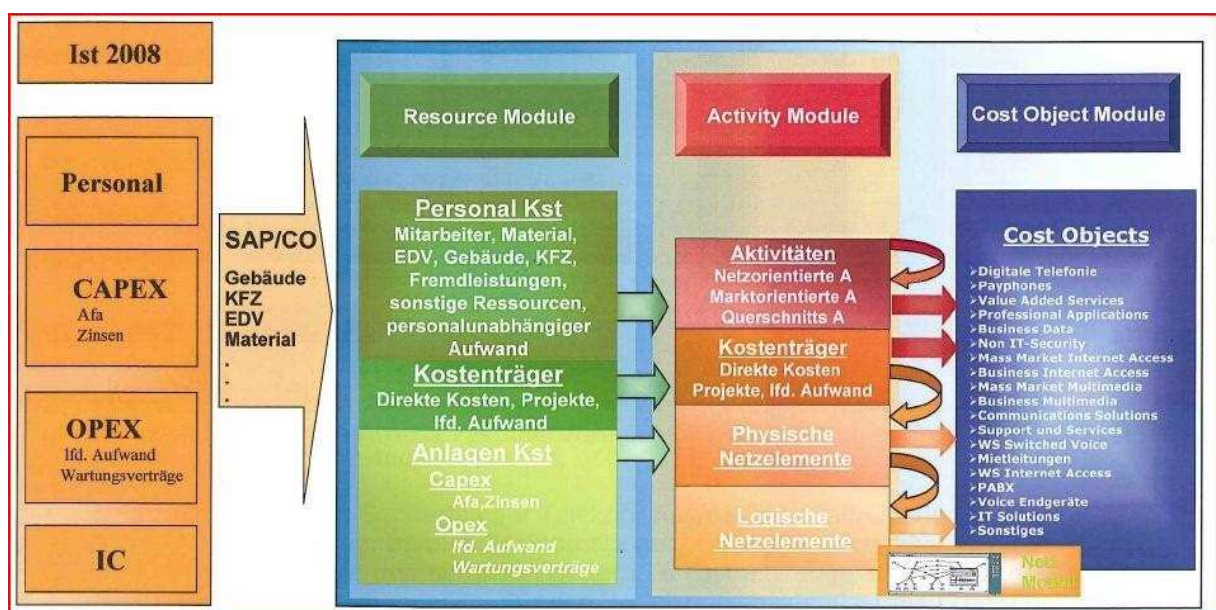 Ist 2008
Personal
CAPEX
Afa
Zinsen
OPEX
lfd. Aufwand
Wartungsverträge
IC
SAP/CO
Gebäude
KFZ
EDV
Material
.
.
.
Resource Module
Personal Kst
Mitarbeiter, Material,
EDV, Gebäude, KFZ,
Fremdleistungen,
sonstige Ressourcen,
personalunabhängiger
Aufwand
Kostenträger
Direkte Kosten, Projekte,
lfd. Aufwand
Anlagen Kst
Capex
Afa,Zinsen
Opex
lfd. Aufwand
Wartungsverträge
Activity Module
Aktivitäten
Netzorientierte A
Marktorientierte A
Querschnitts A
Kostenträger
Direkte Kosten
Projekte, lfd. Aufwand
Physische
Netzelemente
Logische
Netzelemente
Netz
Modul
Cost Object Module
Cost Objects
➢Digitale Telefonie
➢Payphones
➢Value Added Services
➢Professional Applications
➢Business Data
➢Non IT-Security
➢Mass Market Internet Access
➢Business Internet Access
➢Mass Market Multimedia
➢Business Multimedia
➢Communications Solutions
➢Support und Services
➢WS Switched Voice
➢Mietleitungen
➢WS Internet Access
➢PABX
➢Voice Endgeräte
➢IT Solutions
➢Sonstiges